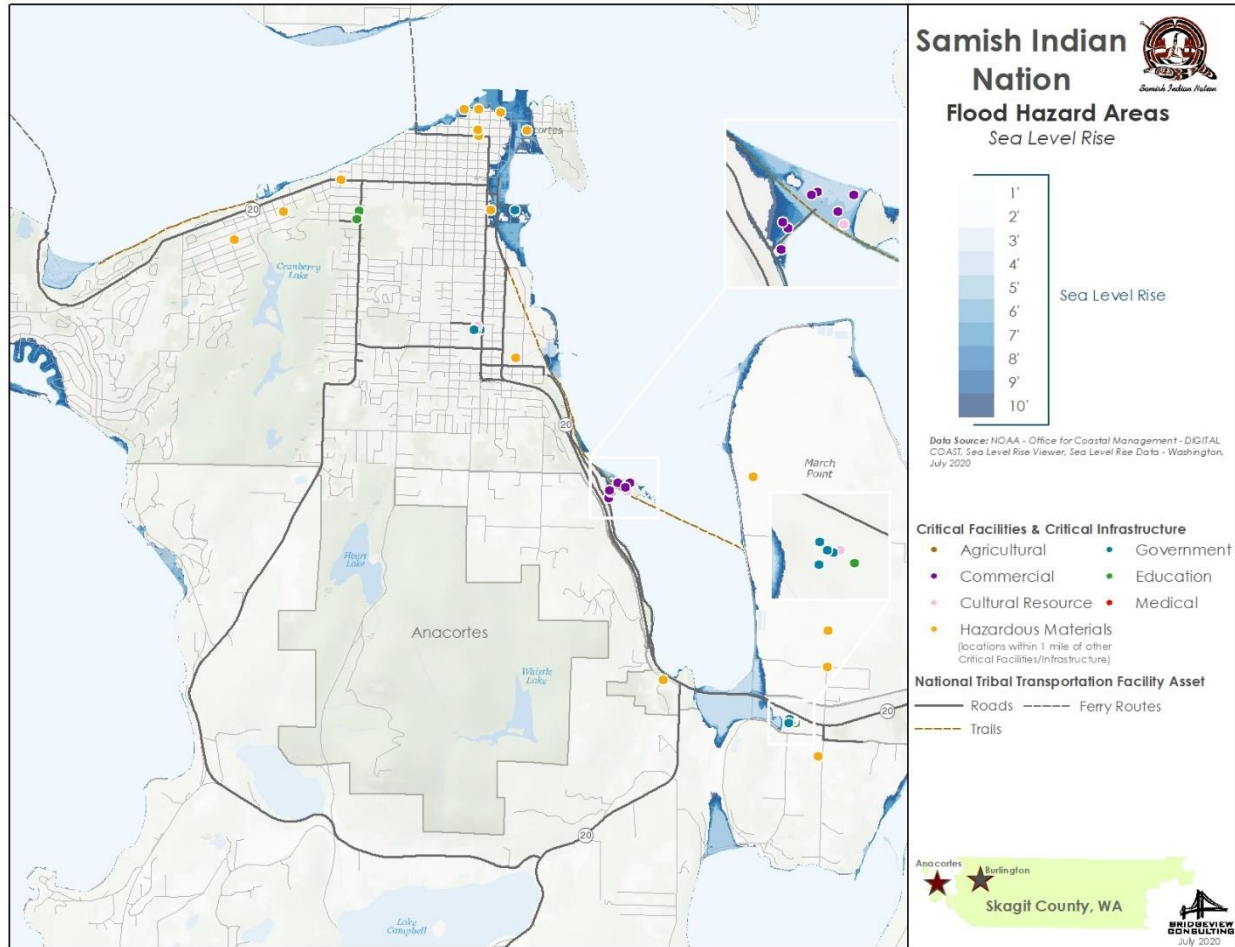 Samish Indian
Nation
Samish Indian Nation
Flood Hazard Areas
Sea Level Rise
1'
2'
3'
4'
5'
6'
7'
8'
9'
10'
Sea Level Rise
Data Source: NOAA - Office for Coastal Management - DIGITAL
COAST, Sea Level Rise Viewer, Sea Level Rise Data - Washington,
July 2020
Critical Facilities & Critical Infrastructure
Agricultural
Government
Commercial
Education
Cultural Resource
Medical
Hazardous Materials
(locations within 1 mile of other
Critical Facilities/Infrastructure)
National Tribal Transportation Facility Asset
Roads
Ferry Routes
Trails
Anacortes
Burlington
Skagit County, WA
BRIDGEVIEW
CONSULTING
July 2020
20
Cranberry
Lake
20
March
Point
Heart
Lake
Anacortes
Whistle
Lake
20
20
Lake
Campbell